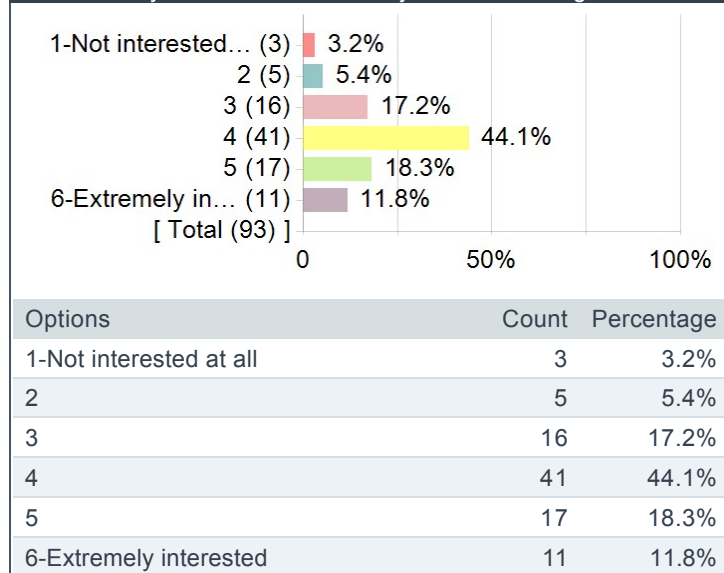 1-Not interested... (3) 3.2%
2 (5) 5.4%
3 (16) 17.2%
4 (41) 44.1%
5 (17) 18.3%
6-Extremely in... (11) 11.8%
[ Total (93) ]
0 50% 100%
Options Count Percentage
1-Not interested at all 3 3.2%
2 5 5.4%
3 16 17.2%
4 41 44.1%
5 17 18.3%
6-Extremely interested 11 11.8%